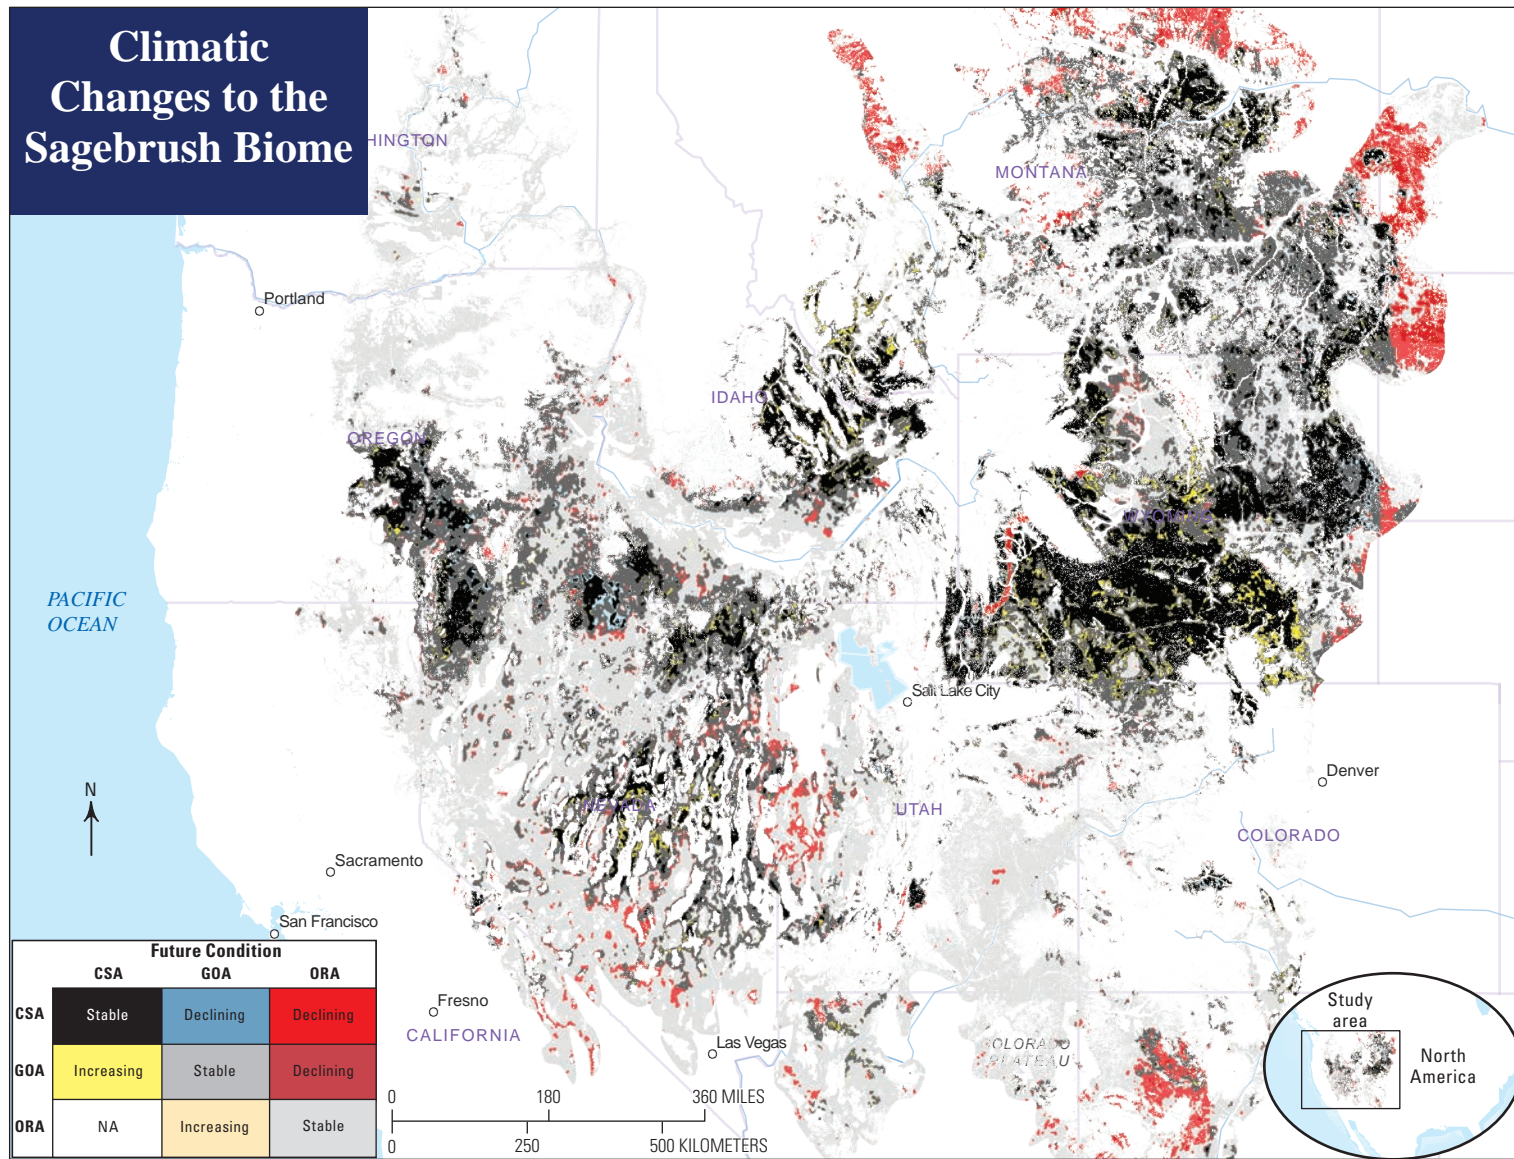 Climatic
Changes to the
Sagebrush Biome
HINGTON
MONTANA
Portland
IDAHO
OREGON
WYOMING
PACIFIC
OCEAN
Salt Lake City
N
Denver
NEVADA
UTAH
COLORADO
Sacramento
San Francisco
Future Condition
CSA GOA ORA
CSA Stable Declining Declining
GOA Increasing Stable Declining
ORA NA Increasing Stable
Fresno
CALIFORNIA
Las Vegas
COLORADO
PLATEAU
0 180 360 MILES
0 250 500 KILOMETERS
Study
area
North
America